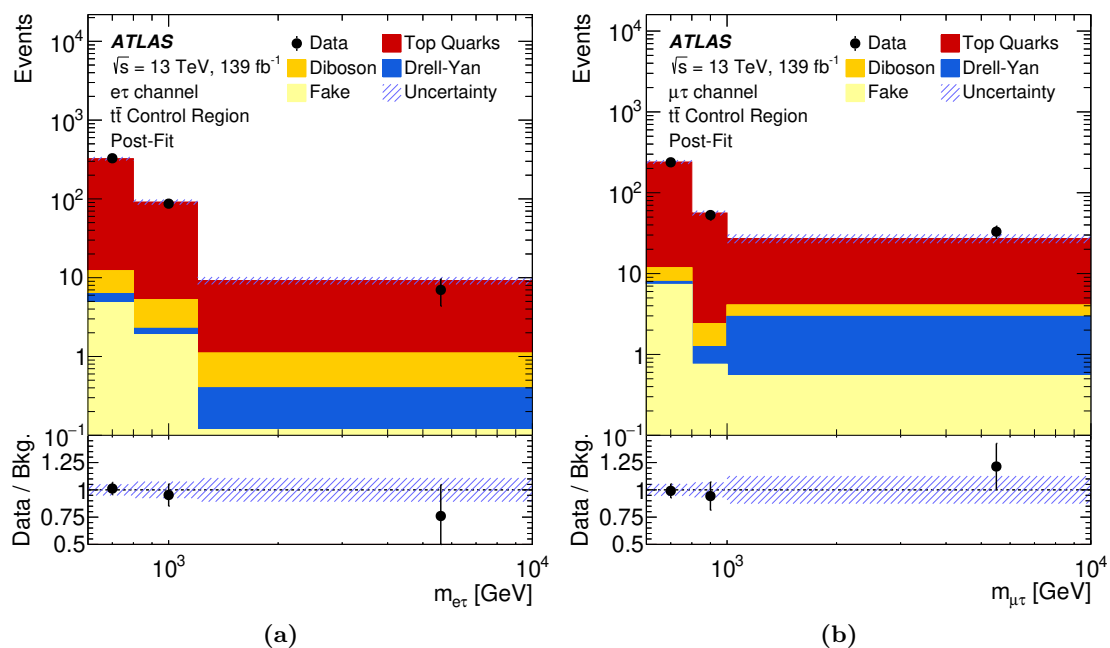 Events
10⁴
10³
10²
10
1
10⁻¹
ATLAS
√s = 13 TeV, 139 fb⁻¹
eτ channel
tt̄ Control Region
Post-Fit
Data
Top Quarks
Diboson
Drell-Yan
Fake
Uncertainty
Data / Bkg.
1.25
1
0.75
0.5
10³
10⁴
m_eτ [GeV]
(a)
Events
10⁴
10³
10²
10
1
10⁻¹
ATLAS
√s = 13 TeV, 139 fb⁻¹
μτ channel
tt̄ Control Region
Post-Fit
Data
Top Quarks
Diboson
Drell-Yan
Fake
Uncertainty
Data / Bkg.
1.25
1
0.75
0.5
10³
10⁴
m_μτ [GeV]
(b)